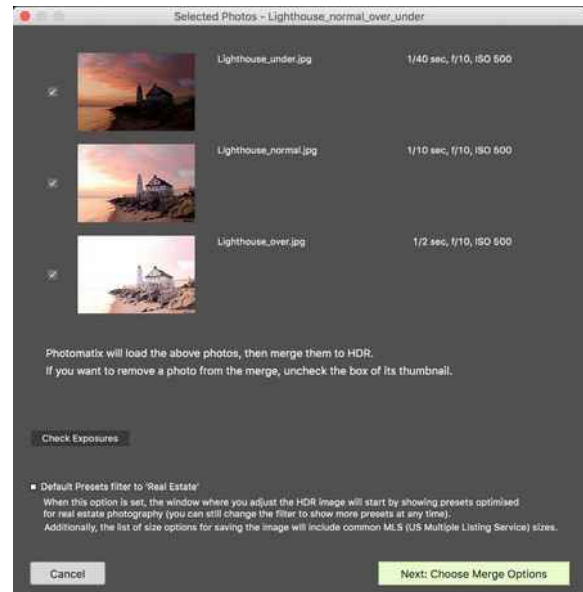 Selected Photos - Lighthouse_normal_over_under
Lighthouse_under.jpg 1/40 sec, f/10, ISO 500
Lighthouse_normal.jpg 1/10 sec, f/10, ISO 500
Lighthouse_over.jpg 1/2 sec, f/10, ISO 500
Photomatix will load the above photos, then merge them to HDR.
If you want to remove a photo from the merge, uncheck the box of its thumbnail.
Check Exposures
Default Presets filter to 'Real Estate'
When this option is set, the window where you adjust the HDR image will start by showing presets optimised
for real estate photography (you can still change the filter to show more presets at any time).
Additionally, the list of size options for saving the image will include common MLS (US Multiple Listing Service) sizes.
Cancel
Next: Choose Merge Options